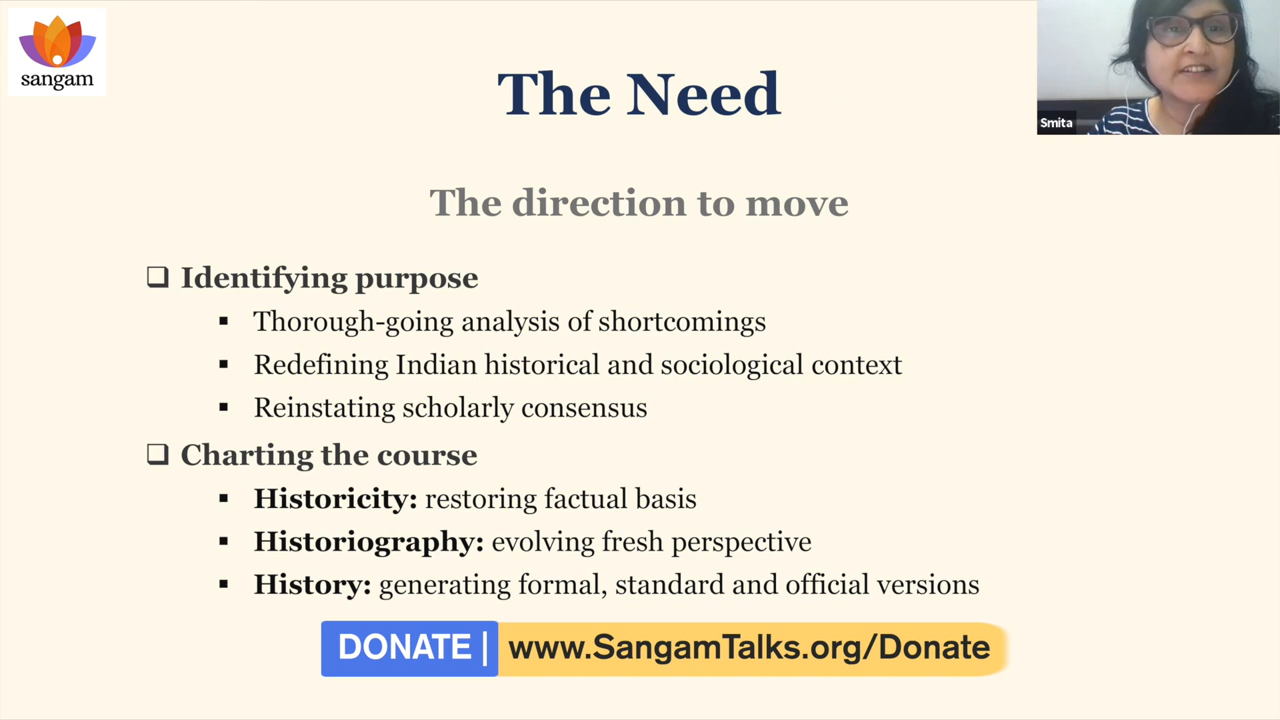 sangam
The Need
Smita
The direction to move
❑ Identifying purpose
▪ Thorough-going analysis of shortcomings
▪ Redefining Indian historical and sociological context
▪ Reinstating scholarly consensus
❑ Charting the course
▪ Historicity: restoring factual basis
▪ Historiography: evolving fresh perspective
▪ History: generating formal, standard and official versions
DONATE | www.SangamTalks.org/Donate